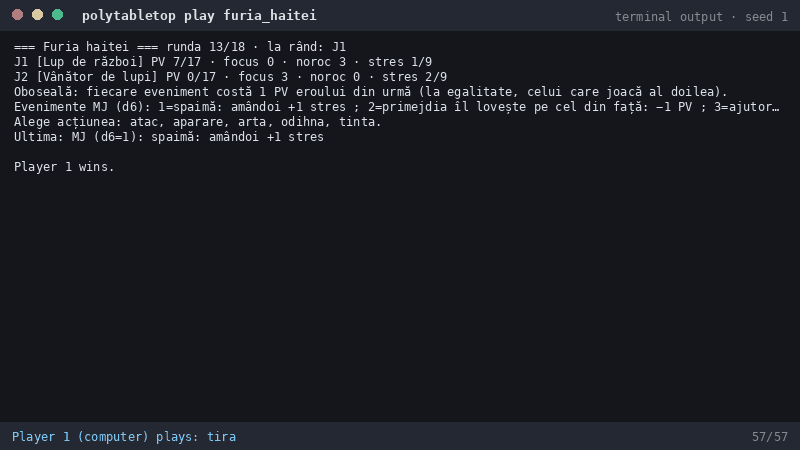 polytabletop play furia_haitei
terminal output · seed 1
=== Furia haitei === runda 13/18 · la rând: J1
J1 [Lup de război] PV 7/17 · focus 0 · noroc 3 · stres 1/9
J2 [Vânător de lupi] PV 0/17 · focus 3 · noroc 0 · stres 2/9
Oboseală: fiecare eveniment costă 1 PV eroului din urmă (la egalitate, celui care joacă al doilea).
Evenimente MJ (d6): 1=spaimă: amândoi +1 stres ; 2=primejdia îl lovește pe cel din față: −1 PV ; 3=ajutor…
Alege acțiunea: atac, aparare, arta, odihna, tinta.
Ultima: MJ (d6=1): spaimă: amândoi +1 stres
Player 1 wins.
Player 1 (computer) plays: tira
57/57